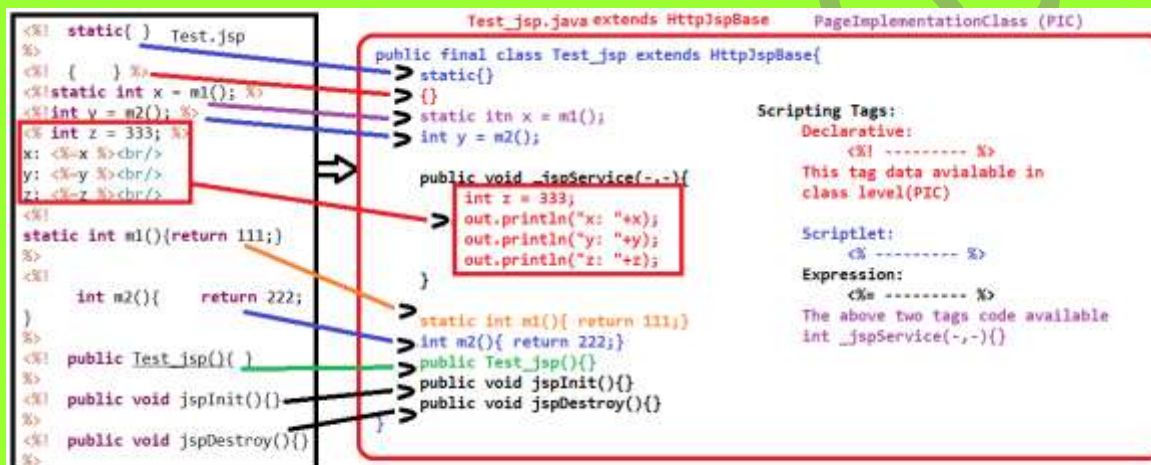 <%!  static{ }  Test.jsp
%>
<%!  {    } %>
<%!static int x = m1(); %>
<%!int y = m2(); %>
<% int z = 333; %>
x: <%=x %><br/>
y: <%=y %><br/>
z: <%=z %><br/>
<%!
static int m1(){return 111;}
%>
<%!
int m2(){    return 222;
}
%>
<%!  public Test_jsp(){ }
%>
<%!  public void jspInit(){}
%>
<%!  public void jspDestroy(){}
%>
Test_jsp.java extends HttpJspBase    PageImplementationClass (PIC)
public final class Test_jsp extends HttpJspBase{
static{}
{}
static itn x = m1();
int y = m2();
public void _jspService(-,-){
int z = 333;
out.println("x: "+x);
out.println("y: "+y);
out.println("z: "+z);
}
static int m1(){ return 111;}
int m2(){ return 222;}
public Test_jsp(){}
public void jspInit(){}
public void jspDestroy(){}
}
Scripting Tags:
Declarative:
<%! --------- %>
This tag data avialable in
class level(PIC)
Scriptlet:
<% --------- %>
Expression:
<%= --------- %>
The above two tags code available
int _jspService(-,-){}